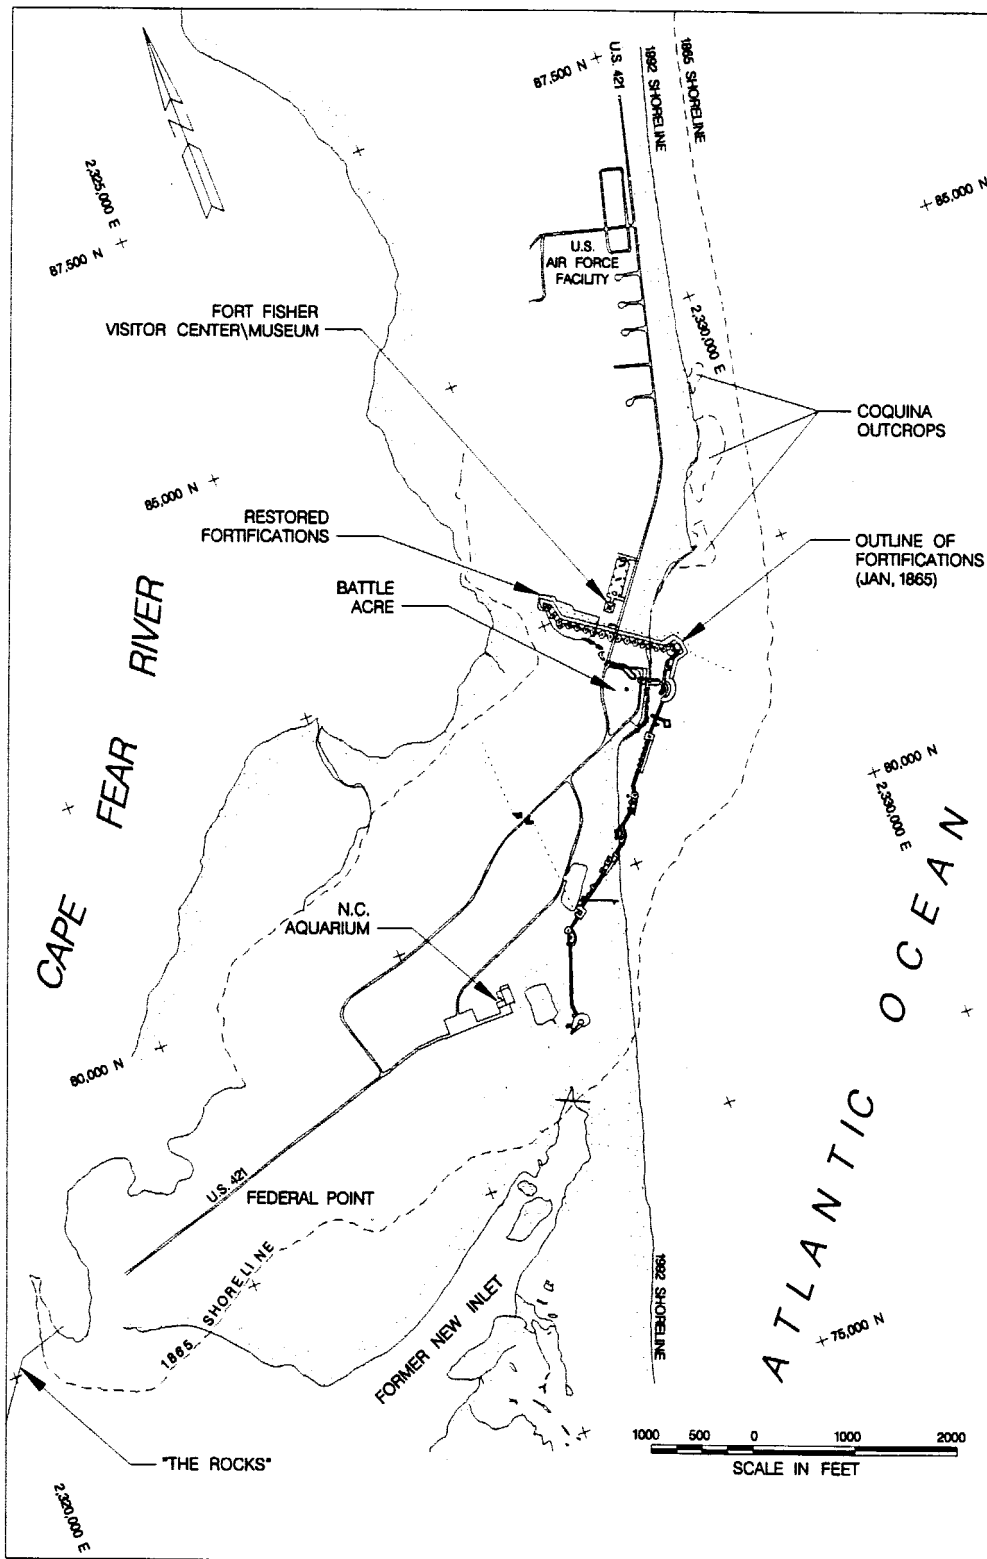 87,500 N
U.S. 421
1992 SHORELINE
1865 SHORELINE
N
2,325,000 E
85,000 N
87,500 N
U.S.
AIR FORCE
FACILITY
FORT FISHER
VISITOR CENTER\MUSEUM
2,330,000 E
COQUINA
OUTCROPS
85,000 N
RESTORED
FORTIFICATIONS
OUTLINE OF
FORTIFICATIONS
(JAN, 1865)
BATTLE
ACRE
CAPE FEAR RIVER
80,000 N
2,330,000 E
N.C.
AQUARIUM
ATLANTIC OCEAN
80,000 N
U.S. 421
FEDERAL POINT
1865 SHORELINE
FORMER NEW INLET
1992 SHORELINE
75,000 N
"THE ROCKS"
1000 500 0 1000 2000
SCALE IN FEET
2,320,000 E